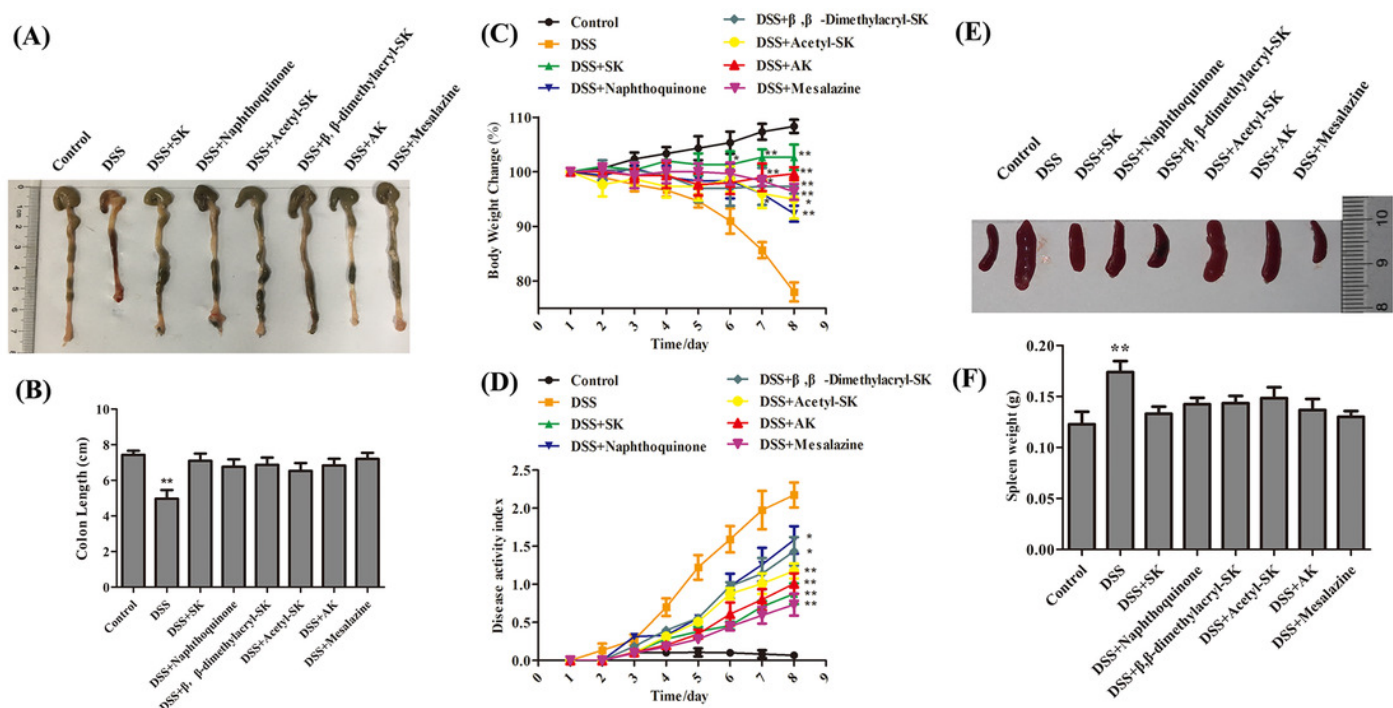 (A)
Control
DSS
DSS+SK
DSS+Naphthoquinone
DSS+Acetyl-SK
DSS+β, β-dimethylacryl-SK
DSS+AK
DSS+Mesalazine
0
1cm
2
3
4
5
6
7
(B)
Colon Length (cm)
8
6
4
2
0
**
Control
DSS
DSS+SK
DSS+Naphthoquinone
DSS+β, β-dimethylacryl-SK
DSS+Acetyl-SK
DSS+AK
DSS+Mesalazine
(C)
Control
DSS
DSS+SK
DSS+Naphthoquinone
DSS+β,β -Dimethylacryl-SK
DSS+Acetyl-SK
DSS+AK
DSS+Mesalazine
Body Weight Change (%)
110
100
90
80
*
**
**
**
**
**
**
*
**
0 1 2 3 4 5 6 7 8 9
Time/day
(D)
Control
DSS
DSS+SK
DSS+Naphthoquinone
DSS+β,β -Dimethylacryl-SK
DSS+Acetyl-SK
DSS+AK
DSS+Mesalazine
Disease activity index
2.5
2.0
1.5
1.0
0.5
0.0
*
*
**
**
**
**
0 1 2 3 4 5 6 7 8 9
Time/day
(E)
Control
DSS
DSS+SK
DSS+Naphthoquinone
DSS+β, β-dimethylacryl-SK
DSS+Acetyl-SK
DSS+AK
DSS+Mesalazine
10
9
8
(F)
Spleen weight (g)
0.20
0.15
0.10
0.05
0.00
**
Control
DSS
DSS+SK
DSS+Naphthoquinone
DSS+β,β-dimethylacryl-SK
DSS+Acetyl-SK
DSS+AK
DSS+Mesalazine